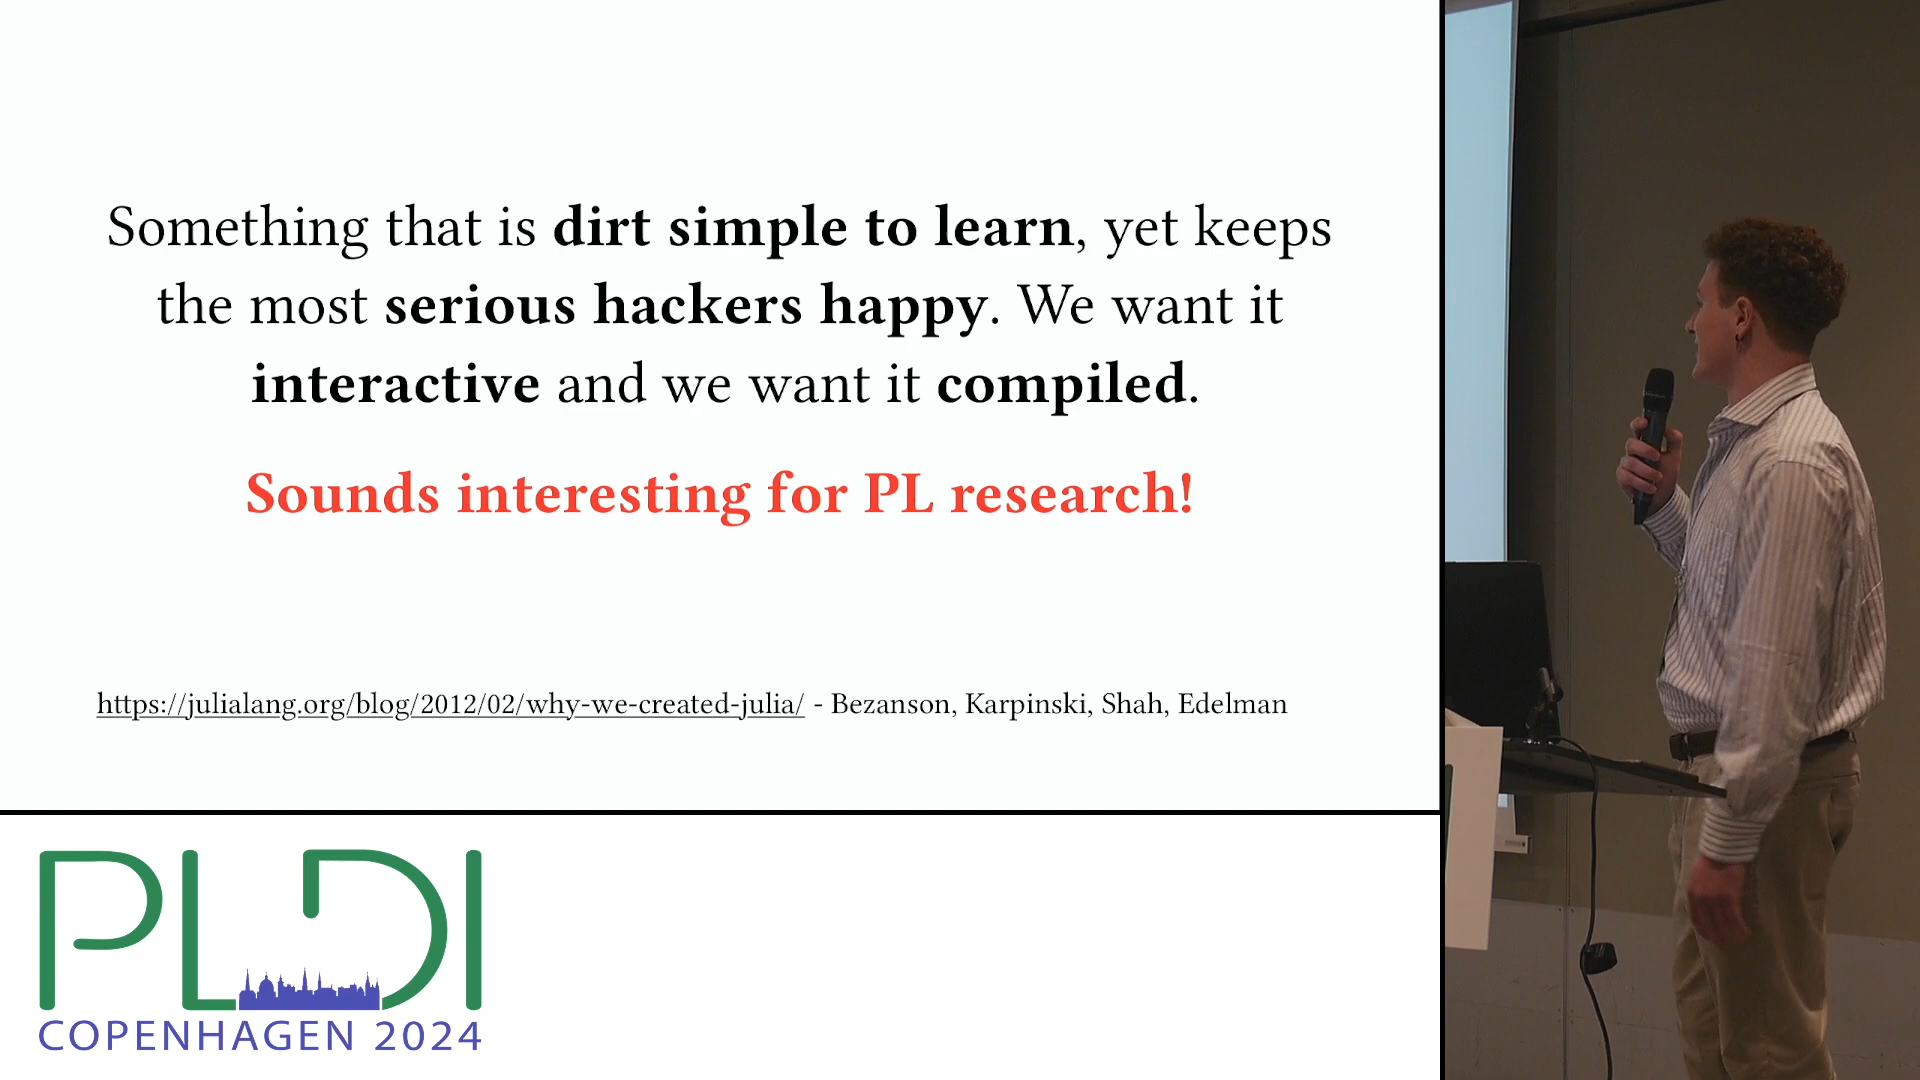 Something that is dirt simple to learn, yet keeps
the most serious hackers happy. We want it
interactive and we want it compiled.
Sounds interesting for PL research!
https://julialang.org/blog/2012/02/why-we-created-julia/ - Bezanson, Karpinski, Shah, Edelman
PLDI
COPENHAGEN 2024